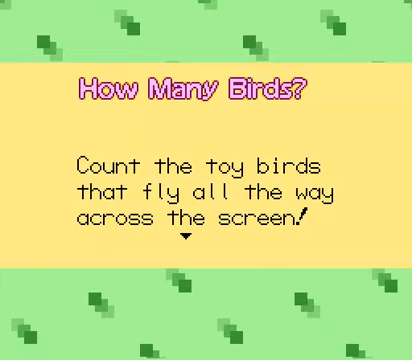 How Many Birds?
Count the toy birds
that fly all the way
across the screen!